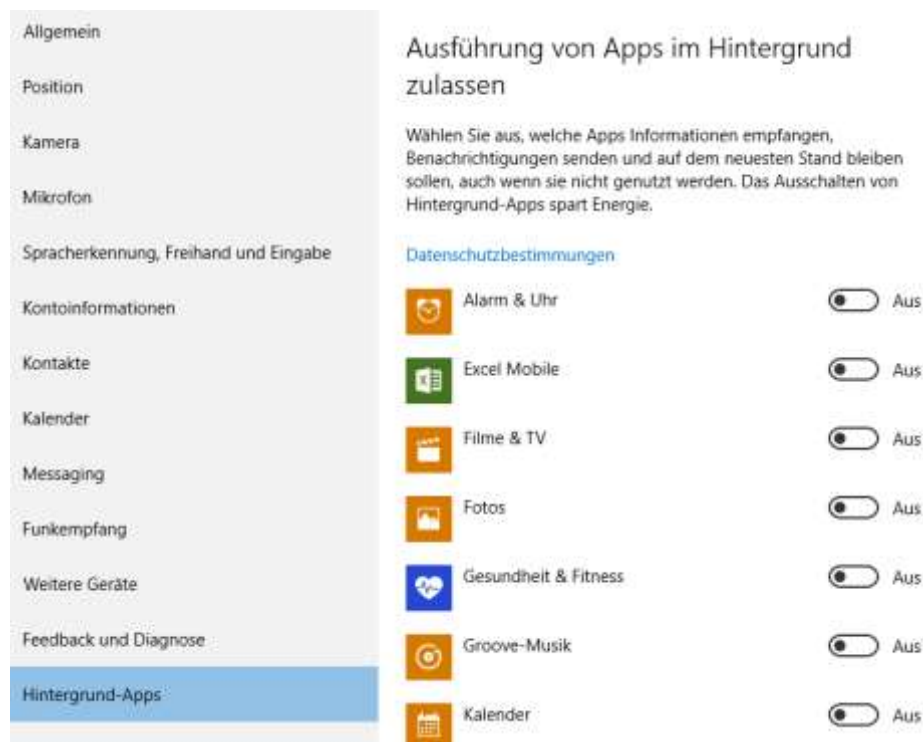 Allgemein
Position
Kamera
Mikrofon
Spracherkennung, Freihand und Eingabe
Kontoinformationen
Kontakte
Kalender
Messaging
Funkempfang
Weitere Geräte
Feedback und Diagnose
Hintergrund-Apps
Ausführung von Apps im Hintergrund
zulassen
Wählen Sie aus, welche Apps Informationen empfangen,
Benachrichtigungen senden und auf dem neuesten Stand bleiben
sollen, auch wenn sie nicht genutzt werden. Das Ausschalten von
Hintergrund-Apps spart Energie.
Datenschutzbestimmungen
Alarm & Uhr Aus
Excel Mobile Aus
Filme & TV Aus
Fotos Aus
Gesundheit & Fitness Aus
Groove-Musik Aus
Kalender Aus